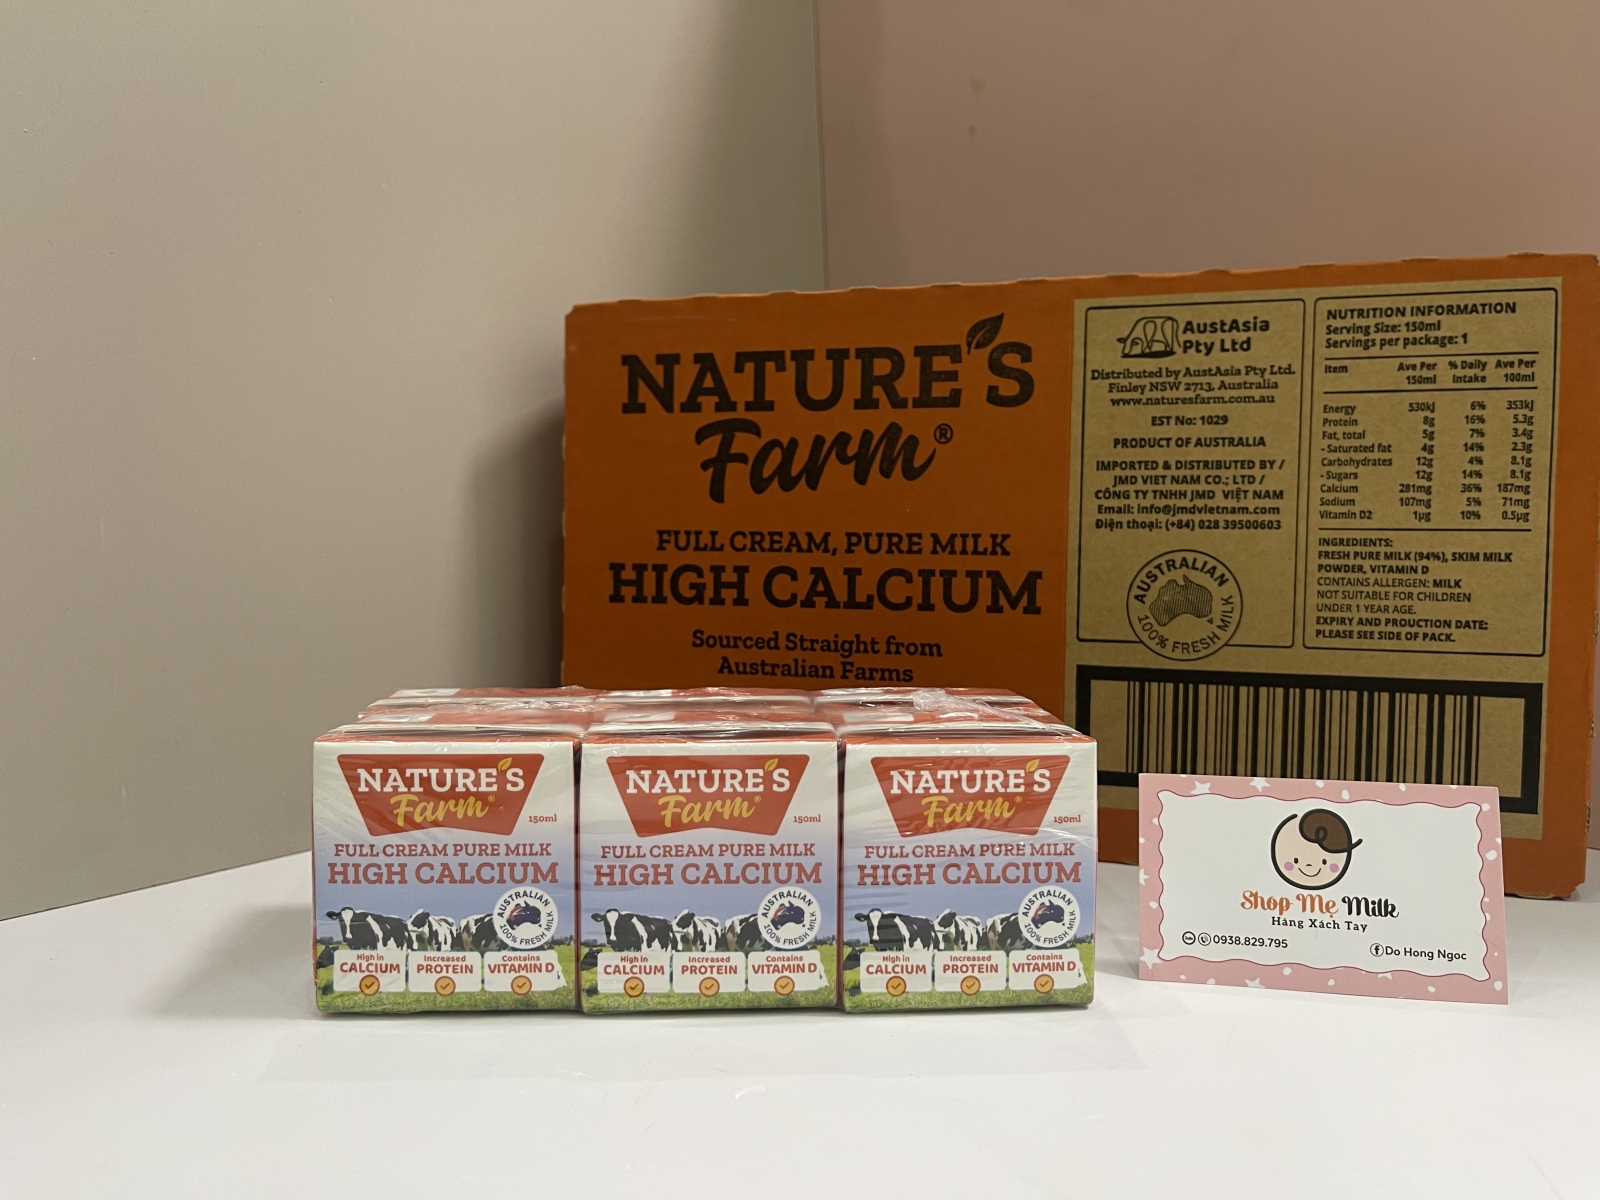 NATURE'S
Farm®
FULL CREAM, PURE MILK
HIGH CALCIUM
Sourced Straight from
Australian Farms
AustAsia
Pty Ltd
Distributed by AustAsia Pty Ltd.
Finley NSW 2713, Australia
www.naturesfarm.com.au
EST No: 1029
PRODUCT OF AUSTRALIA
IMPORTED & DISTRIBUTED BY /
JMD VIET NAM CO.; LTD /
CÔNG TY TNHH JMD VIỆT NAM
Email: info@jmdvietnam.com
Điện thoại: (+84) 028 39500603
AUSTRALIAN
100% FRESH MILK
NUTRITION INFORMATION
Serving Size: 150ml
Servings per package: 1
Item Ave Per 150ml % Daily Intake Ave Per 100ml
Energy 530kJ 6% 353kJ
Protein 8g 16% 5.3g
Fat, total 5g 7% 3.4g
- Saturated fat 4g 14% 2.3g
Carbohydrates 12g 4% 8.1g
- Sugars 12g 14% 8.1g
Calcium 281mg 36% 187mg
Sodium 107mg 5% 71mg
Vitamin D2 1µg 10% 0.5µg
INGREDIENTS:
FRESH PURE MILK (94%), SKIM MILK
POWDER, VITAMIN D
CONTAINS ALLERGEN: MILK
NOT SUITABLE FOR CHILDREN
UNDER 1 YEAR AGE.
EXPIRY AND PROUCTION DATE:
PLEASE SEE SIDE OF PACK.
NATURE'S
Farm®
150ml
FULL CREAM PURE MILK
HIGH CALCIUM
AUSTRALIAN
100% FRESH MILK
High in
CALCIUM
Increased
PROTEIN
Contains
VITAMIN D
NATURE'S
Farm®
150ml
FULL CREAM PURE MILK
HIGH CALCIUM
AUSTRALIAN
100% FRESH MILK
High in
CALCIUM
Increased
PROTEIN
Contains
VITAMIN D
NATURE'S
Farm®
150ml
FULL CREAM PURE MILK
HIGH CALCIUM
AUSTRALIAN
100% FRESH MILK
High in
CALCIUM
Increased
PROTEIN
Contains
VITAMIN D
Shop Mẹ Milk
Hàng Xách Tay
0938.829.795
Do Hong Ngoc